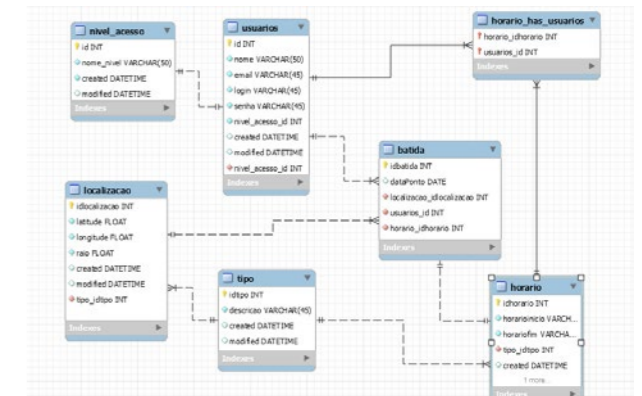 nivel_acesso
id INT
nome_nivel VARCHAR(50)
created DATETIME
modified DATETIME
Indexes
usuarios
id INT
nome VARCHAR(50)
email VARCHAR(45)
login VARCHAR(45)
senha VARCHAR(45)
nivel_acesso_id INT
created DATETIME
modified DATETIME
nivel_acesso_id INT
Indexes
horario_has_usuarios
horario_idhorario INT
usuarios_id INT
Indexes
batida
idbatida INT
dataPonto DATE
localizacao_idlocalizacao INT
usuarios_id INT
horario_idhorario INT
Indexes
localizacao
idlocalizacao INT
latitude FLOAT
longitude FLOAT
raio FLOAT
created DATETIME
modified DATETIME
tipo_idtipo INT
Indexes
tipo
idtipo INT
descricao VARCHAR(45)
created DATETIME
modified DATETIME
Indexes
horario
idhorario INT
horarioinicio VARCH...
horariofim VARCHA...
tipo_idtipo INT
created DATETIME
1 more...
Indexes